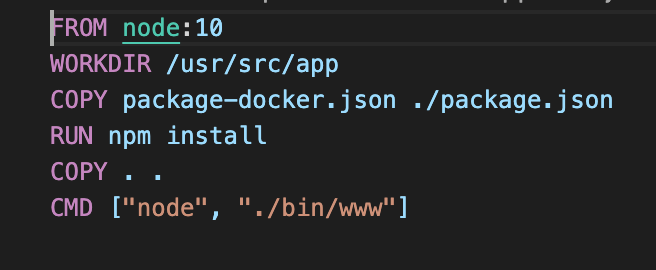 FROM node:10
WORKDIR /usr/src/app
COPY package-docker.json ./package.json
RUN npm install
COPY . .
CMD ["node", "./bin/www"]